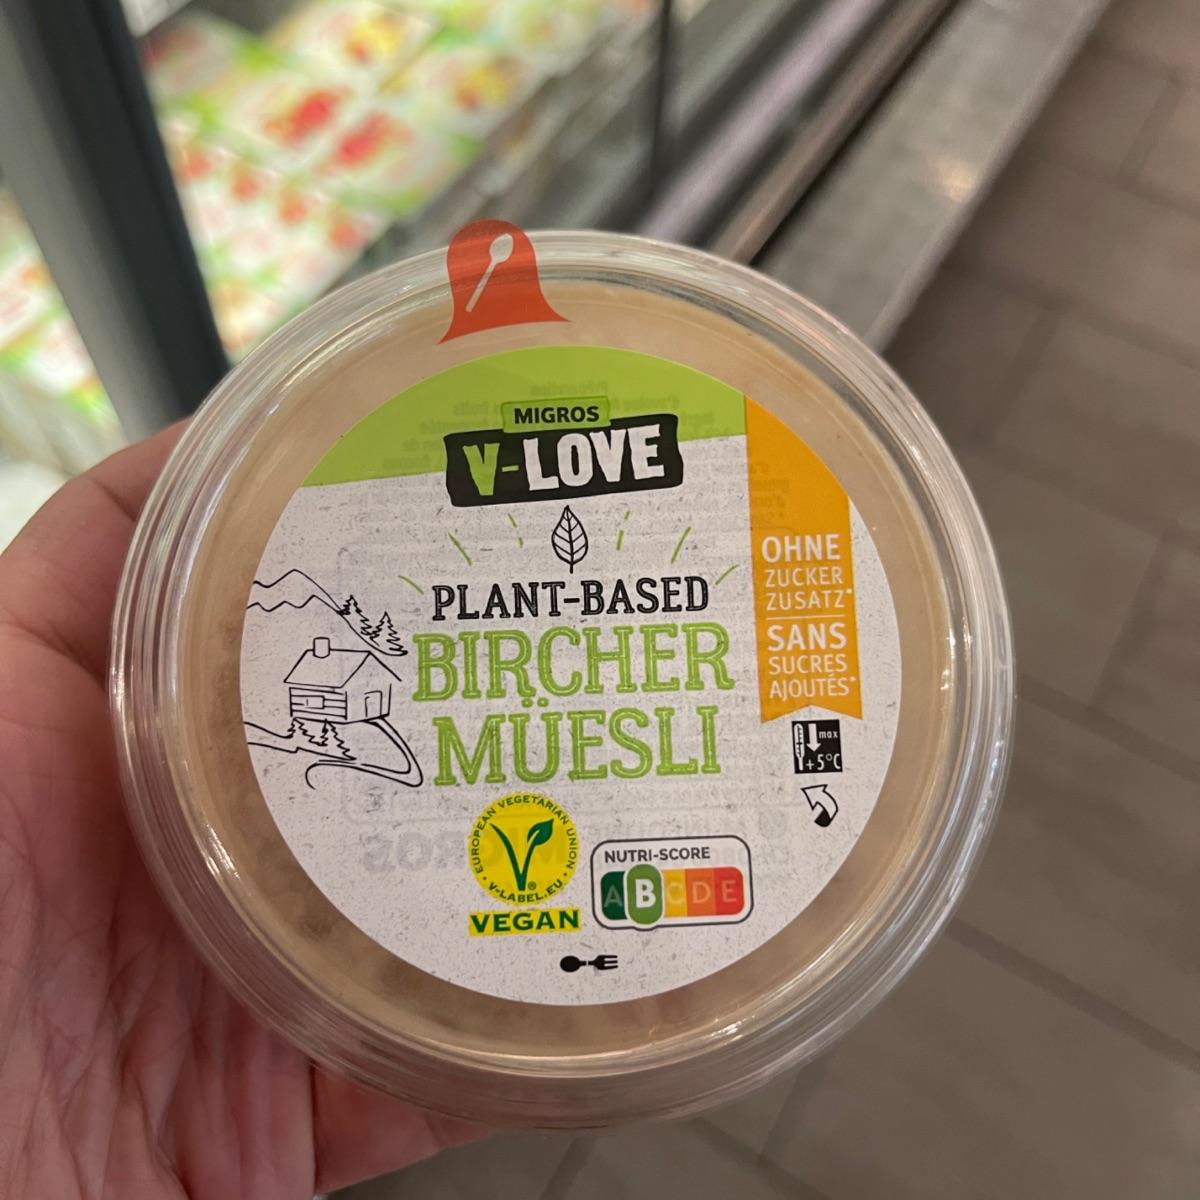 MIGROS
V-LOVE
PLANT-BASED
BIRCHER
MÜESLI
OHNE
ZUCKER
ZUSATZ*
SANS
SUCRES
AJOUTÉS*
max
+5°C
EUROPEAN VEGETARIAN UNION
V-LABEL.EU
®
VEGAN
NUTRI-SCORE
A B C D E